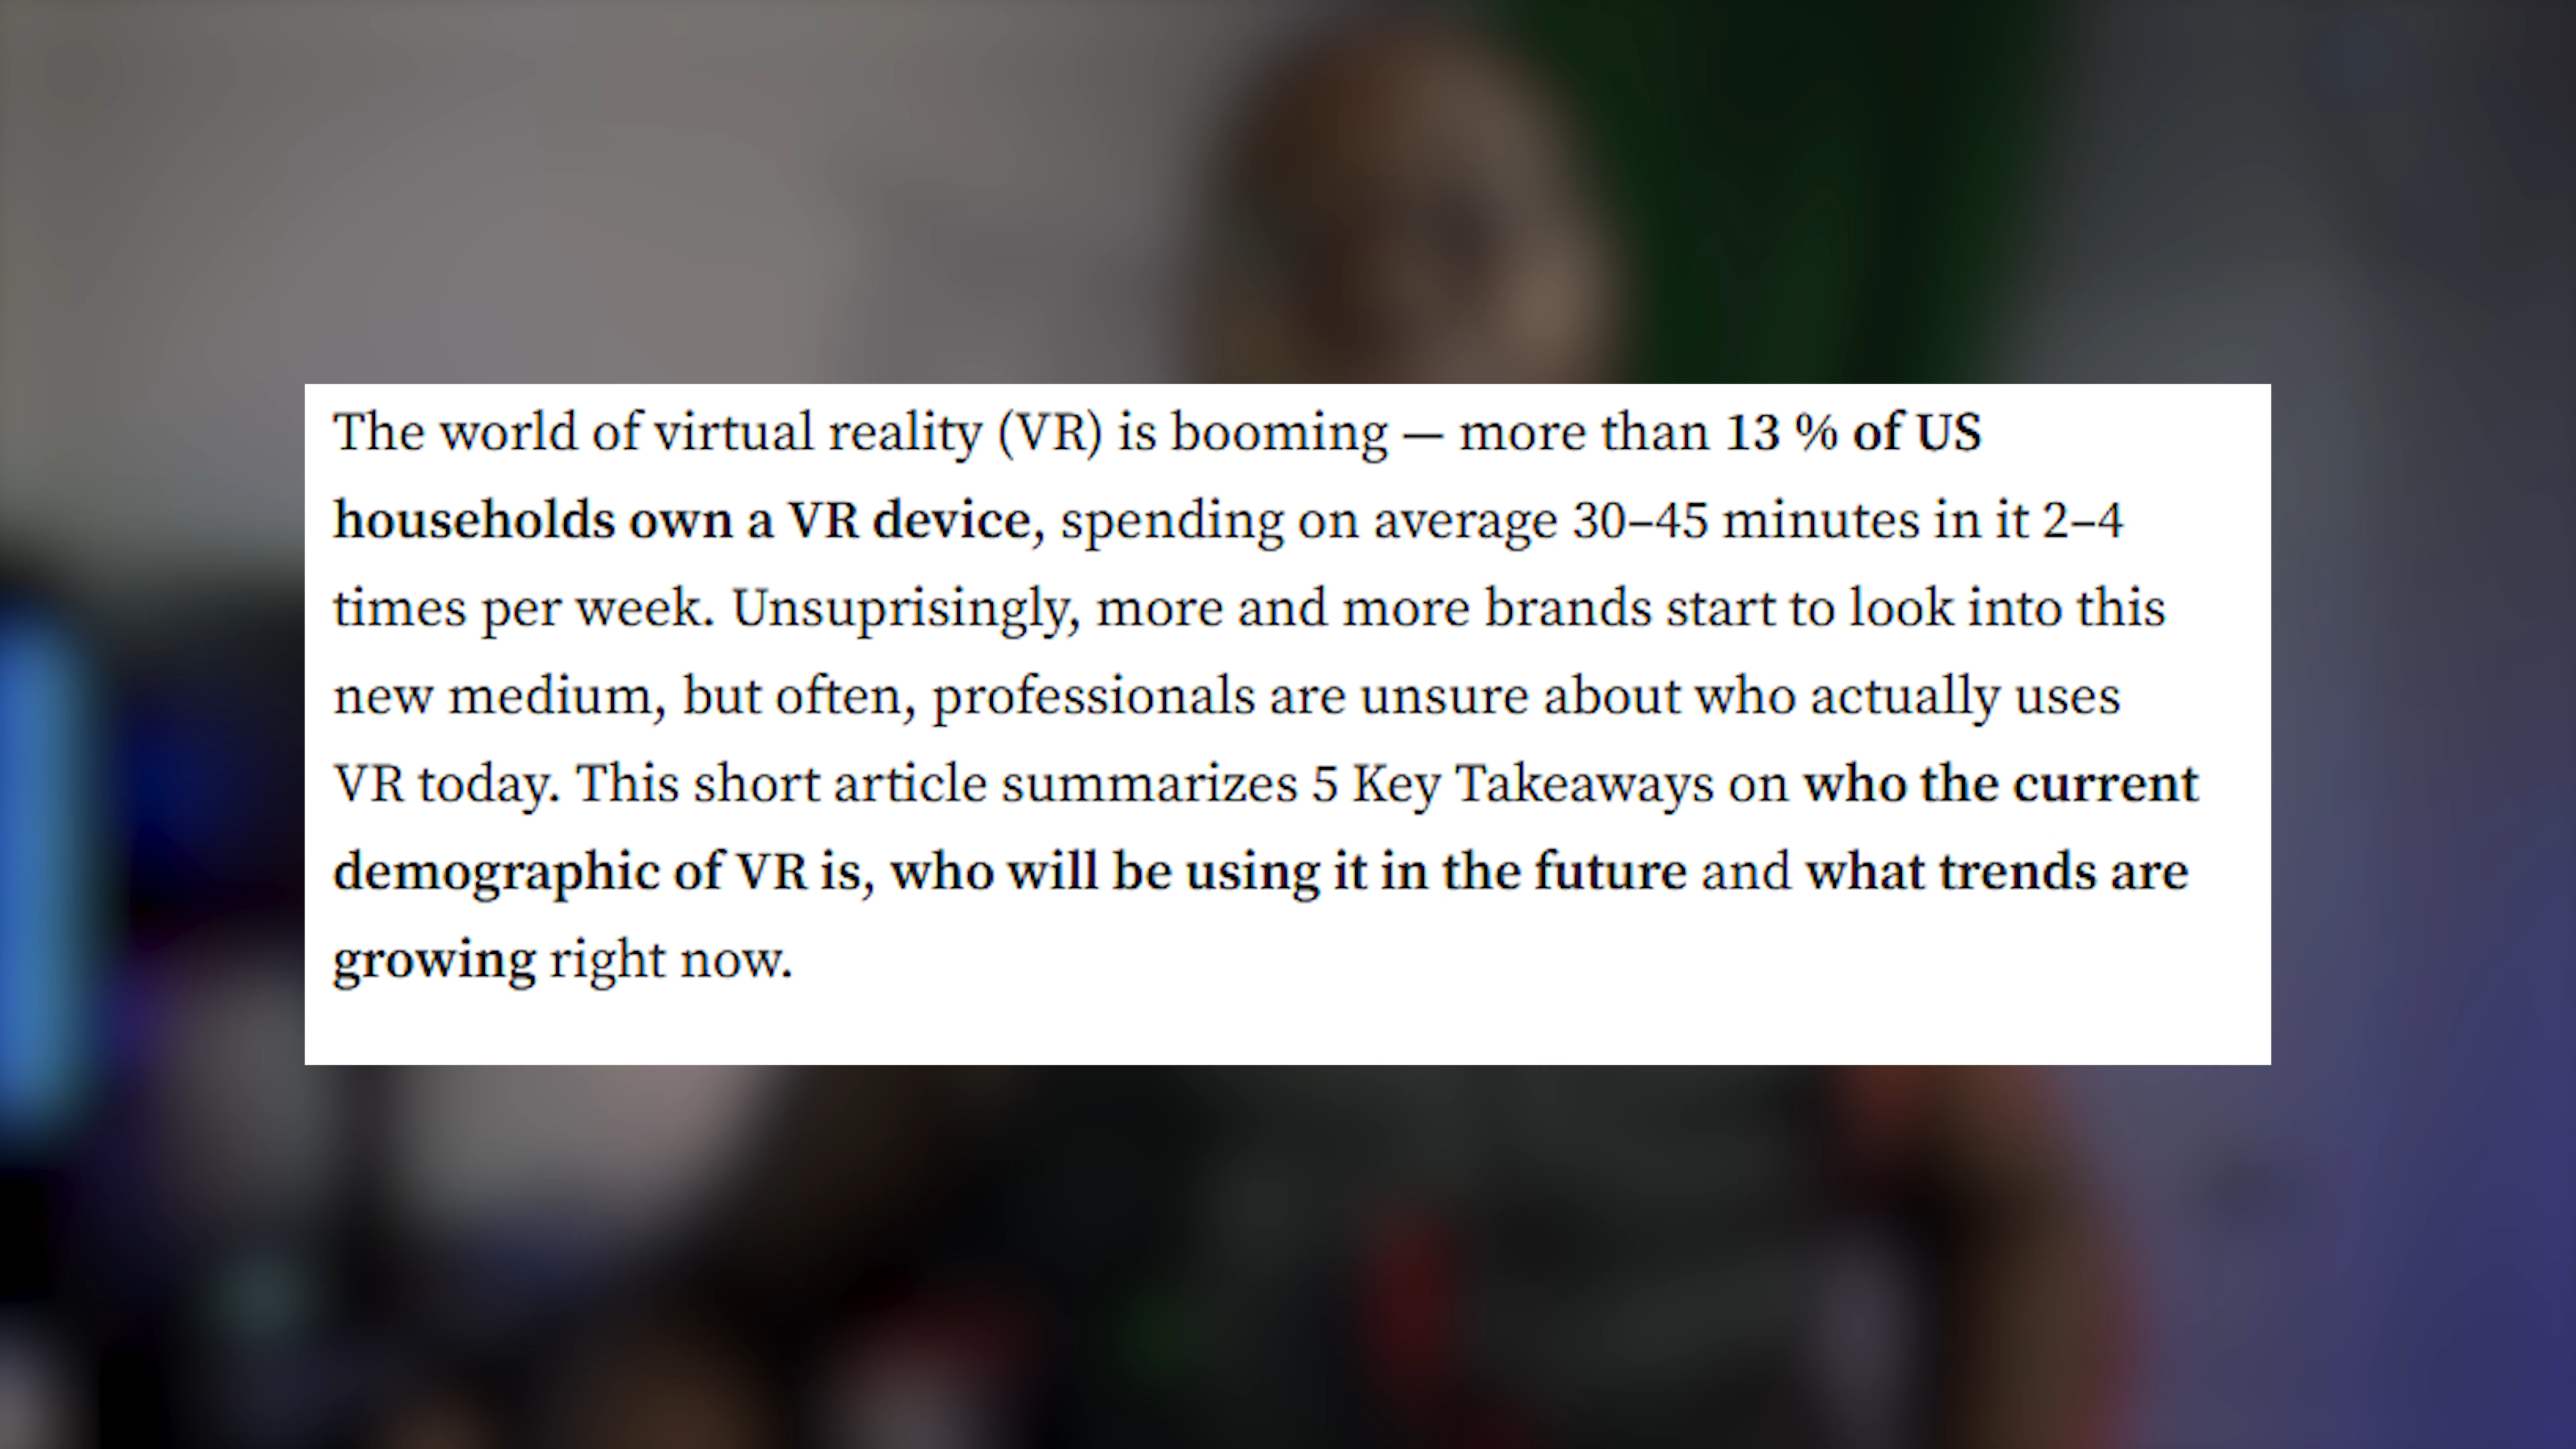 The world of virtual reality (VR) is booming — more than 13 % of US
households own a VR device, spending on average 30–45 minutes in it 2–4
times per week. Unsuprisingly, more and more brands start to look into this
new medium, but often, professionals are unsure about who actually uses
VR today. This short article summarizes 5 Key Takeaways on who the current
demographic of VR is, who will be using it in the future and what trends are
growing right now.